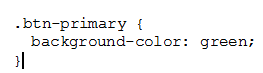 .btn-primary {
  background-color: green;
}